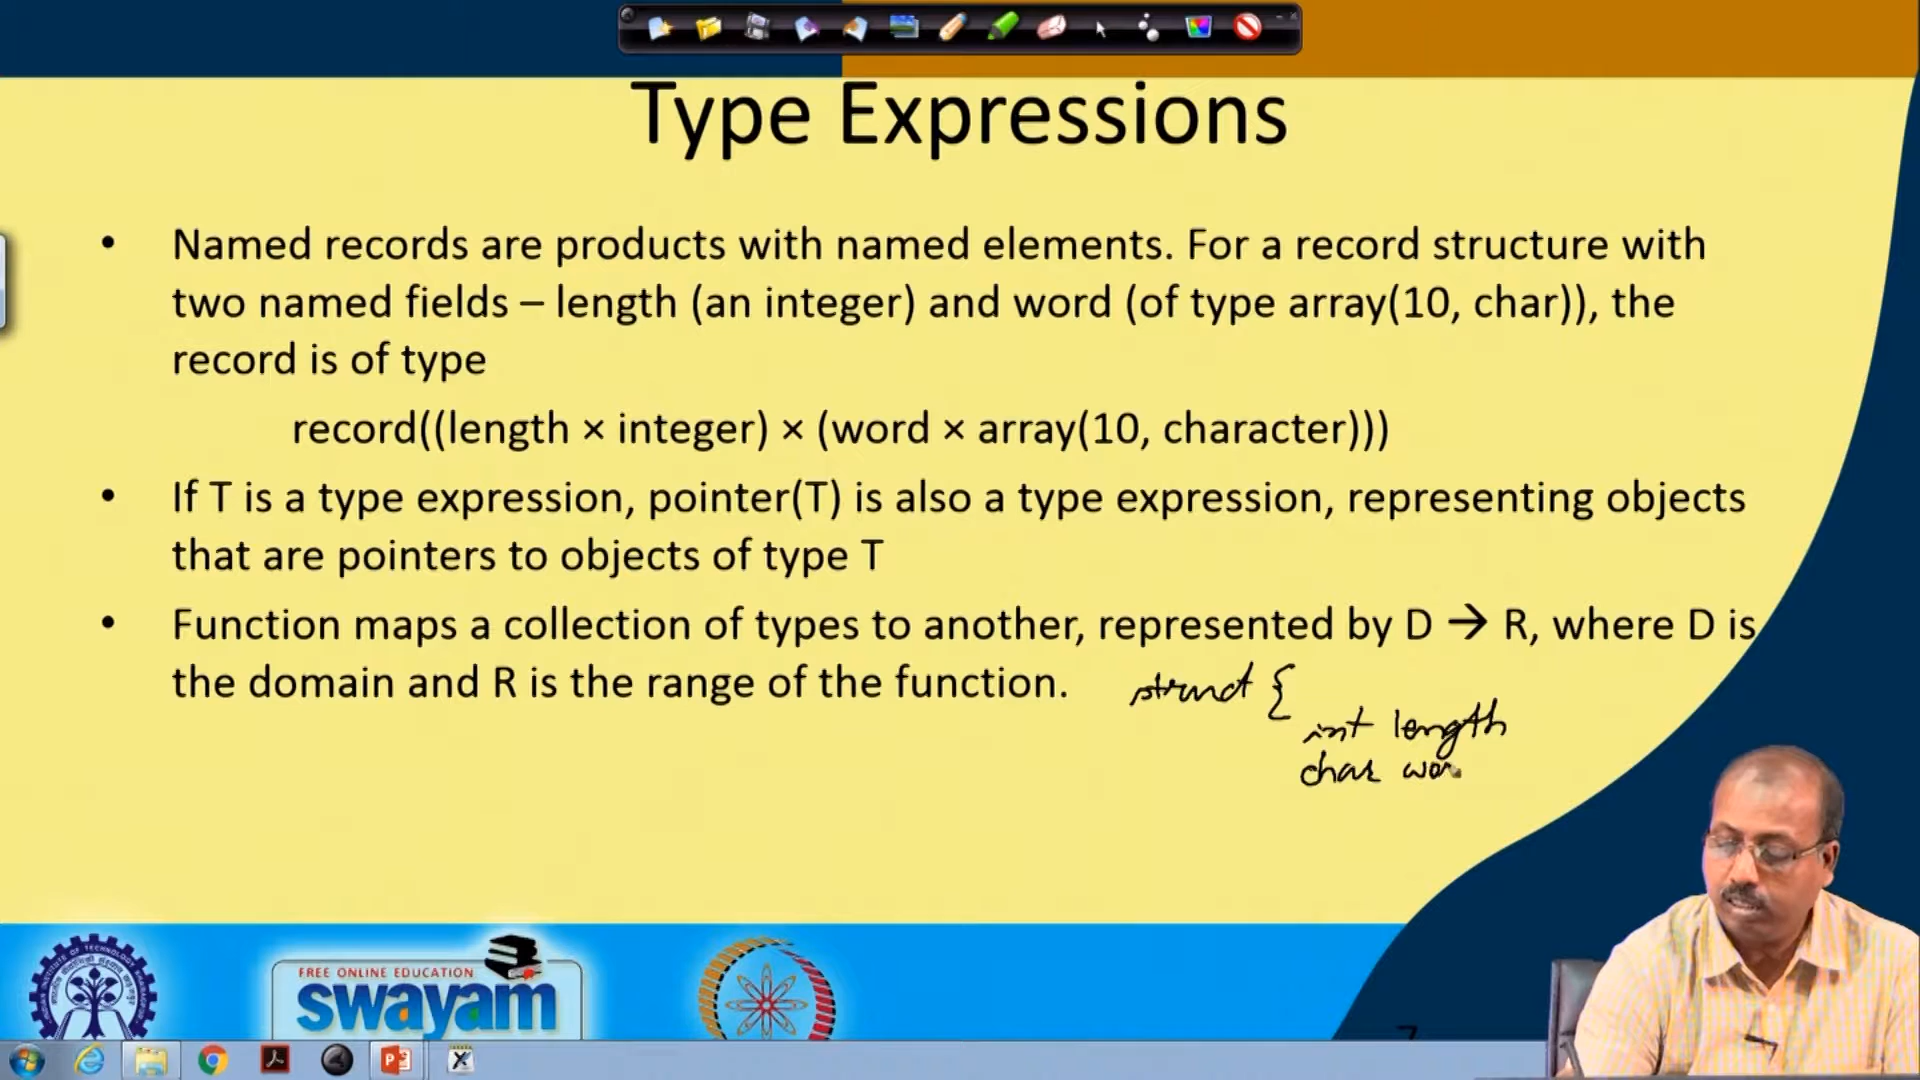 Type Expressions
• Named records are products with named elements. For a record structure with
two named fields – length (an integer) and word (of type array(10, char)), the
record is of type
record((length × integer) × (word × array(10, character)))
• If T is a type expression, pointer(T) is also a type expression, representing objects
that are pointers to objects of type T
• Function maps a collection of types to another, represented by D → R, where D is
the domain and R is the range of the function.
struct {
int length
char wor
FREE ONLINE EDUCATION
swayam